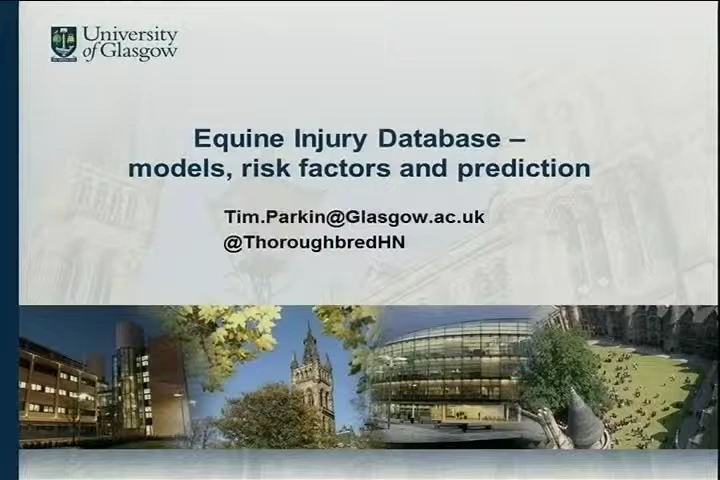 University
of Glasgow
Equine Injury Database –
models, risk factors and prediction
Tim.Parkin@Glasgow.ac.uk
@ThoroughbredHN